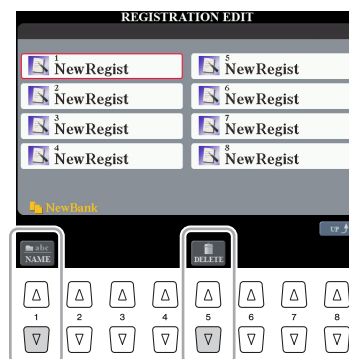 REGISTRATION EDIT
1
NewRegist
5
NewRegist
2
NewRegist
6
NewRegist
3
NewRegist
7
NewRegist
4
NewRegist
8
NewRegist
NewBank
UP
abc
NAME
DELETE
1 2 3 4 5 6 7 8